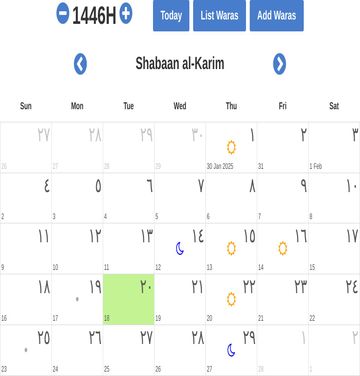 1446H Today List Waras Add Waras
Shabaan al-Karim
Sun Mon Tue Wed Thu Fri Sat
٢٧ ٢٨ ٢٩ ٣٠ ١ ٢ ٣
26 27 28 29 30 Jan 2025 31 1 Feb
٤ ٥ ٦ ٧ ٨ ٩ ١٠
2 3 4 5 6 7 8
١١ ١٢ ١٣ ١٤ ١٥ ١٦ ١٧
9 10 11 12 13 14 15
١٨ ١٩ ٢٠ ٢١ ٢٢ ٢٣ ٢٤
16 17 18 19 20 21 22
٢٥ ٢٦ ٢٧ ٢٨ ٢٩ ١ ٢
23 24 25 26 27 28 1